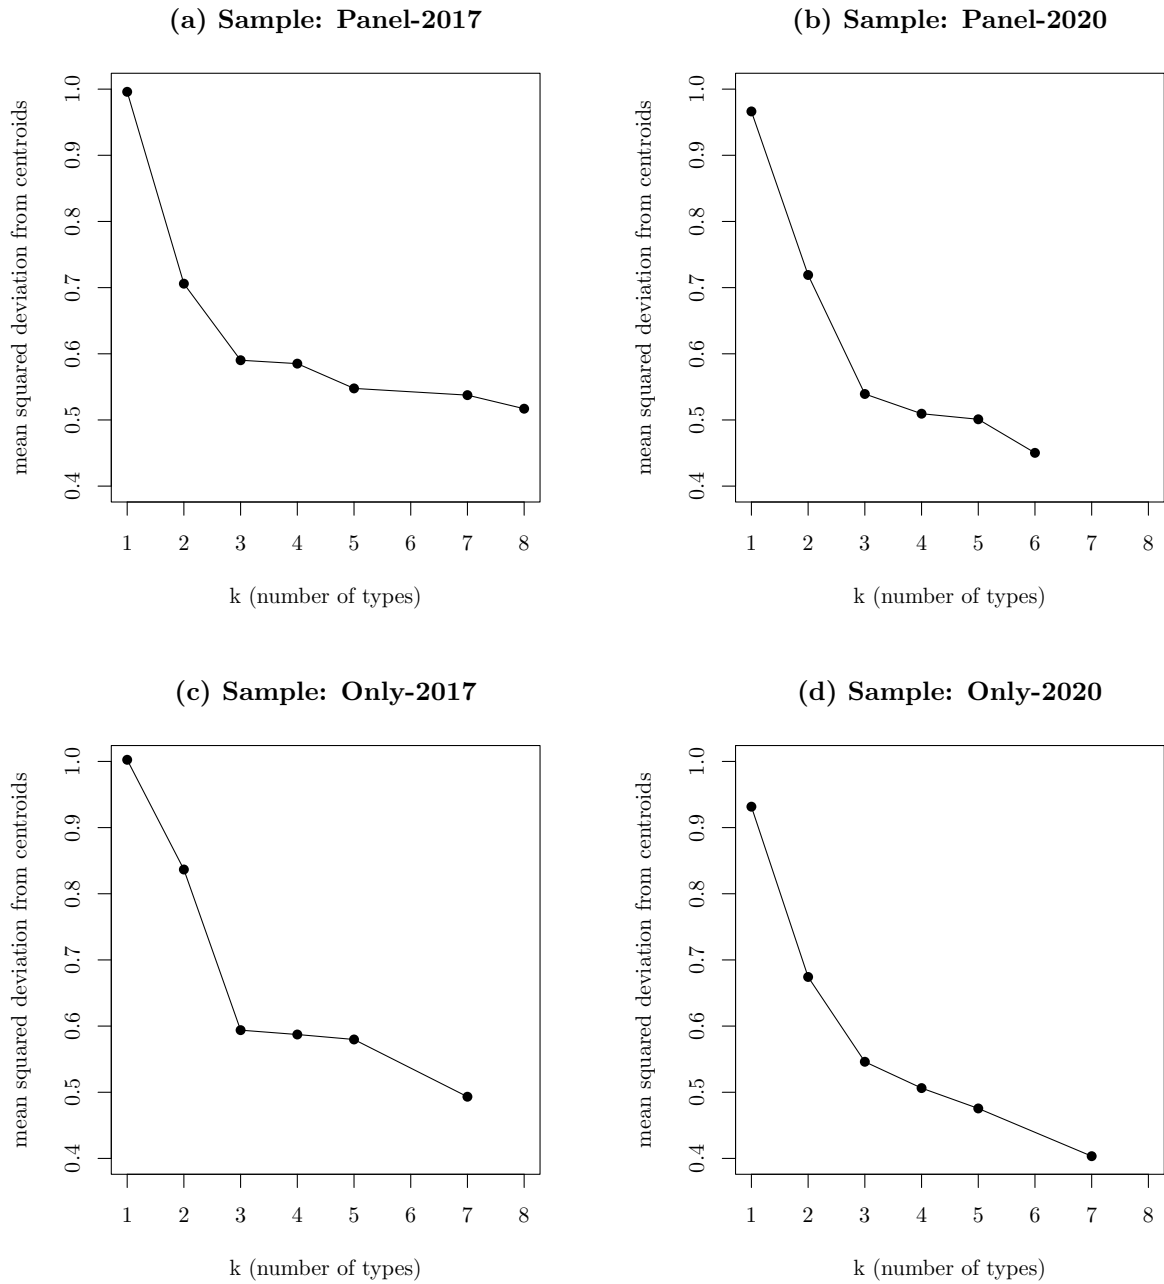 (a) Sample: Panel-2017
mean squared deviation from centroids
1.0
0.9
0.8
0.7
0.6
0.5
0.4
1 2 3 4 5 6 7 8
k (number of types)
(b) Sample: Panel-2020
mean squared deviation from centroids
1.0
0.9
0.8
0.7
0.6
0.5
0.4
1 2 3 4 5 6 7 8
k (number of types)
(c) Sample: Only-2017
mean squared deviation from centroids
1.0
0.9
0.8
0.7
0.6
0.5
0.4
1 2 3 4 5 6 7 8
k (number of types)
(d) Sample: Only-2020
mean squared deviation from centroids
1.0
0.9
0.8
0.7
0.6
0.5
0.4
1 2 3 4 5 6 7 8
k (number of types)